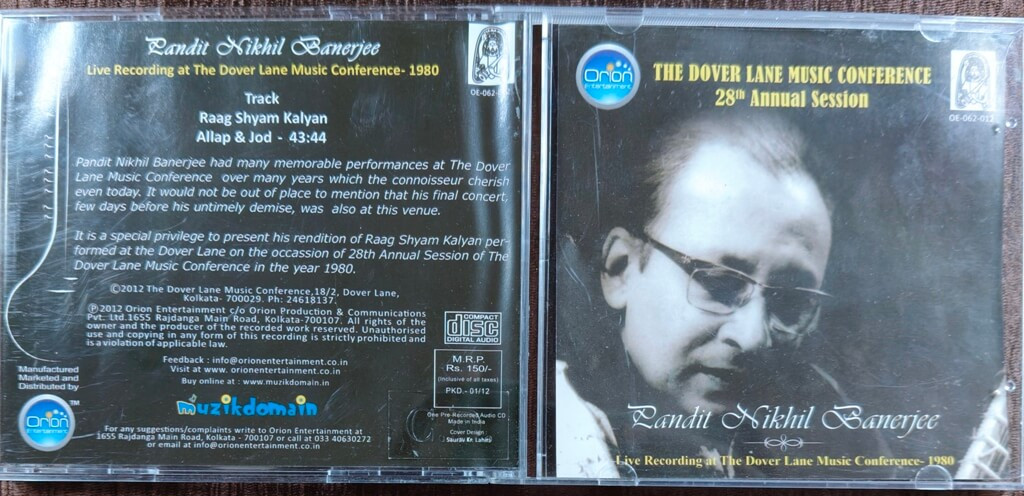 Pandit Nikhil Banerjee
Live Recording at The Dover Lane Music Conference- 1980
OE-062-
Track
Raag Shyam Kalyan
Allap & Jod - 43:44
Pandit Nikhil Banerjee had many memorable performances at The Dover
Lane Music Conference over many years which the connoisseur cherish
even today. It would not be out of place to mention that his final concert,
few days before his untimely demise, was also at this venue.
It is a special privilege to present his rendition of Raag Shyam Kalyan per-
formed at the Dover Lane on the occassion of 28th Annual Session of The
Dover Lane Music Conference in the year 1980.
©2012 The Dover Lane Music Conference,18/2, Dover Lane,
Kolkata- 700029. Ph: 24618137.
℗2012 Orion Entertainment c/o Orion Production & Communications
Pvt. Ltd.1655 Rajdanga Main Road, Kolkata-700107. All rights of the
owner and the producer of the recorded work reserved. Unauthorised
use and copying in any form of this recording is strictly prohibited and
is a violation of applicable law.
COMPACT
disc
DIGITAL AUDIO
Feedback : info@orionentertainment.co.in
Visit at www. orionentertainment.co.in
Buy online at : www.muzikdomain.in
M.R.P.
Rs. 150/-
(inclusive of all taxes)
PKD.- 01/12
Manufactured
Marketed and
Distributed by
Orion
Entertainment
TM
muzikdomain
One Pre-Recorded Audio CD
Made in India
Cover Design :
Saurav Kr. Lahiri
For any suggestions/complaints write to Orion Entertainment at
1655 Rajdanga Main Road, Kolkata - 700107 or call at 033 40630272
or email at info@orionentertainment.co.in
Orion
Entertainment
THE DOVER LANE MUSIC CONFERENCE
28th Annual Session
OE-062-012
Pandit Nikhil Banerjee
Live Recording at The Dover Lane Music Conference- 1980